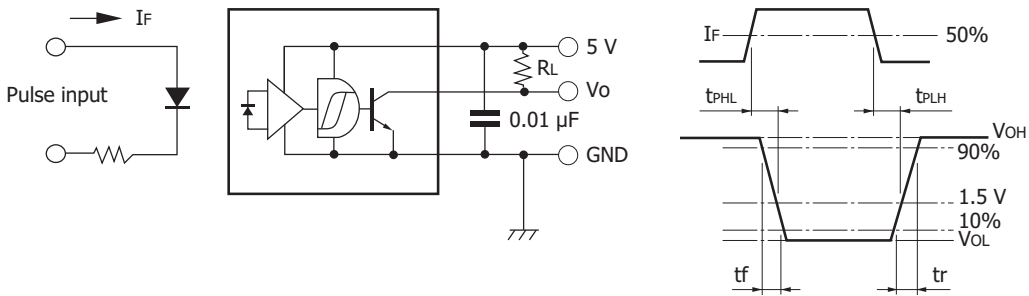 IF
5 V
RL
Vo
Pulse input
0.01 µF
GND
IF
50%
tPHL
tPLH
VOH
90%
1.5 V
10%
VOL
tf
tr